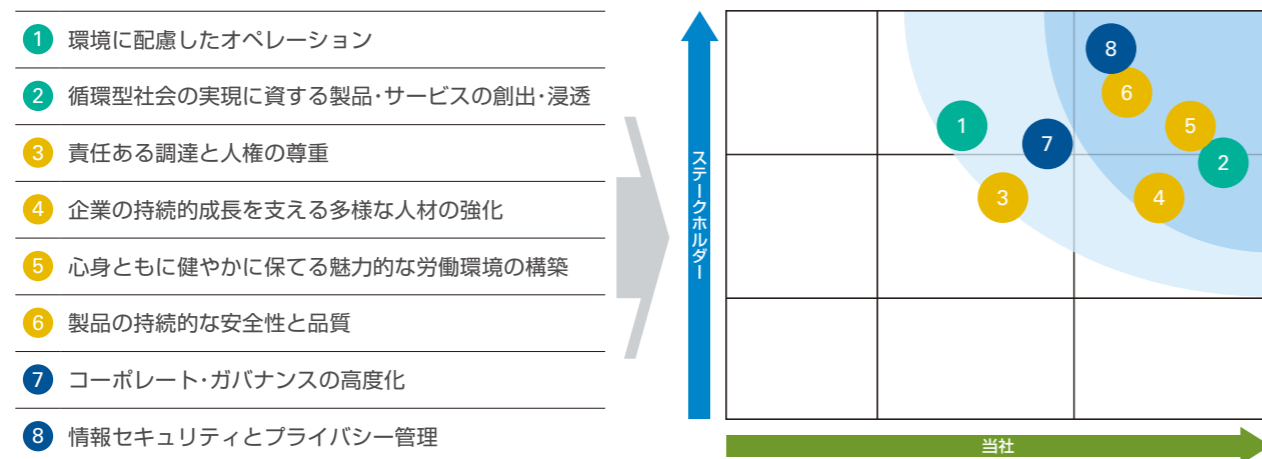 1 環境に配慮したオペレーション
2 循環型社会の実現に資する製品・サービスの創出・浸透
3 責任ある調達と人権の尊重
4 企業の持続的成長を支える多様な人材の強化
5 心身ともに健やかに保てる魅力的な労働環境の構築
6 製品の持続的な安全性と品質
7 コーポレート・ガバナンスの高度化
8 情報セキュリティとプライバシー管理
ステークホルダー
8
6
1
5
7
2
3
4
当社